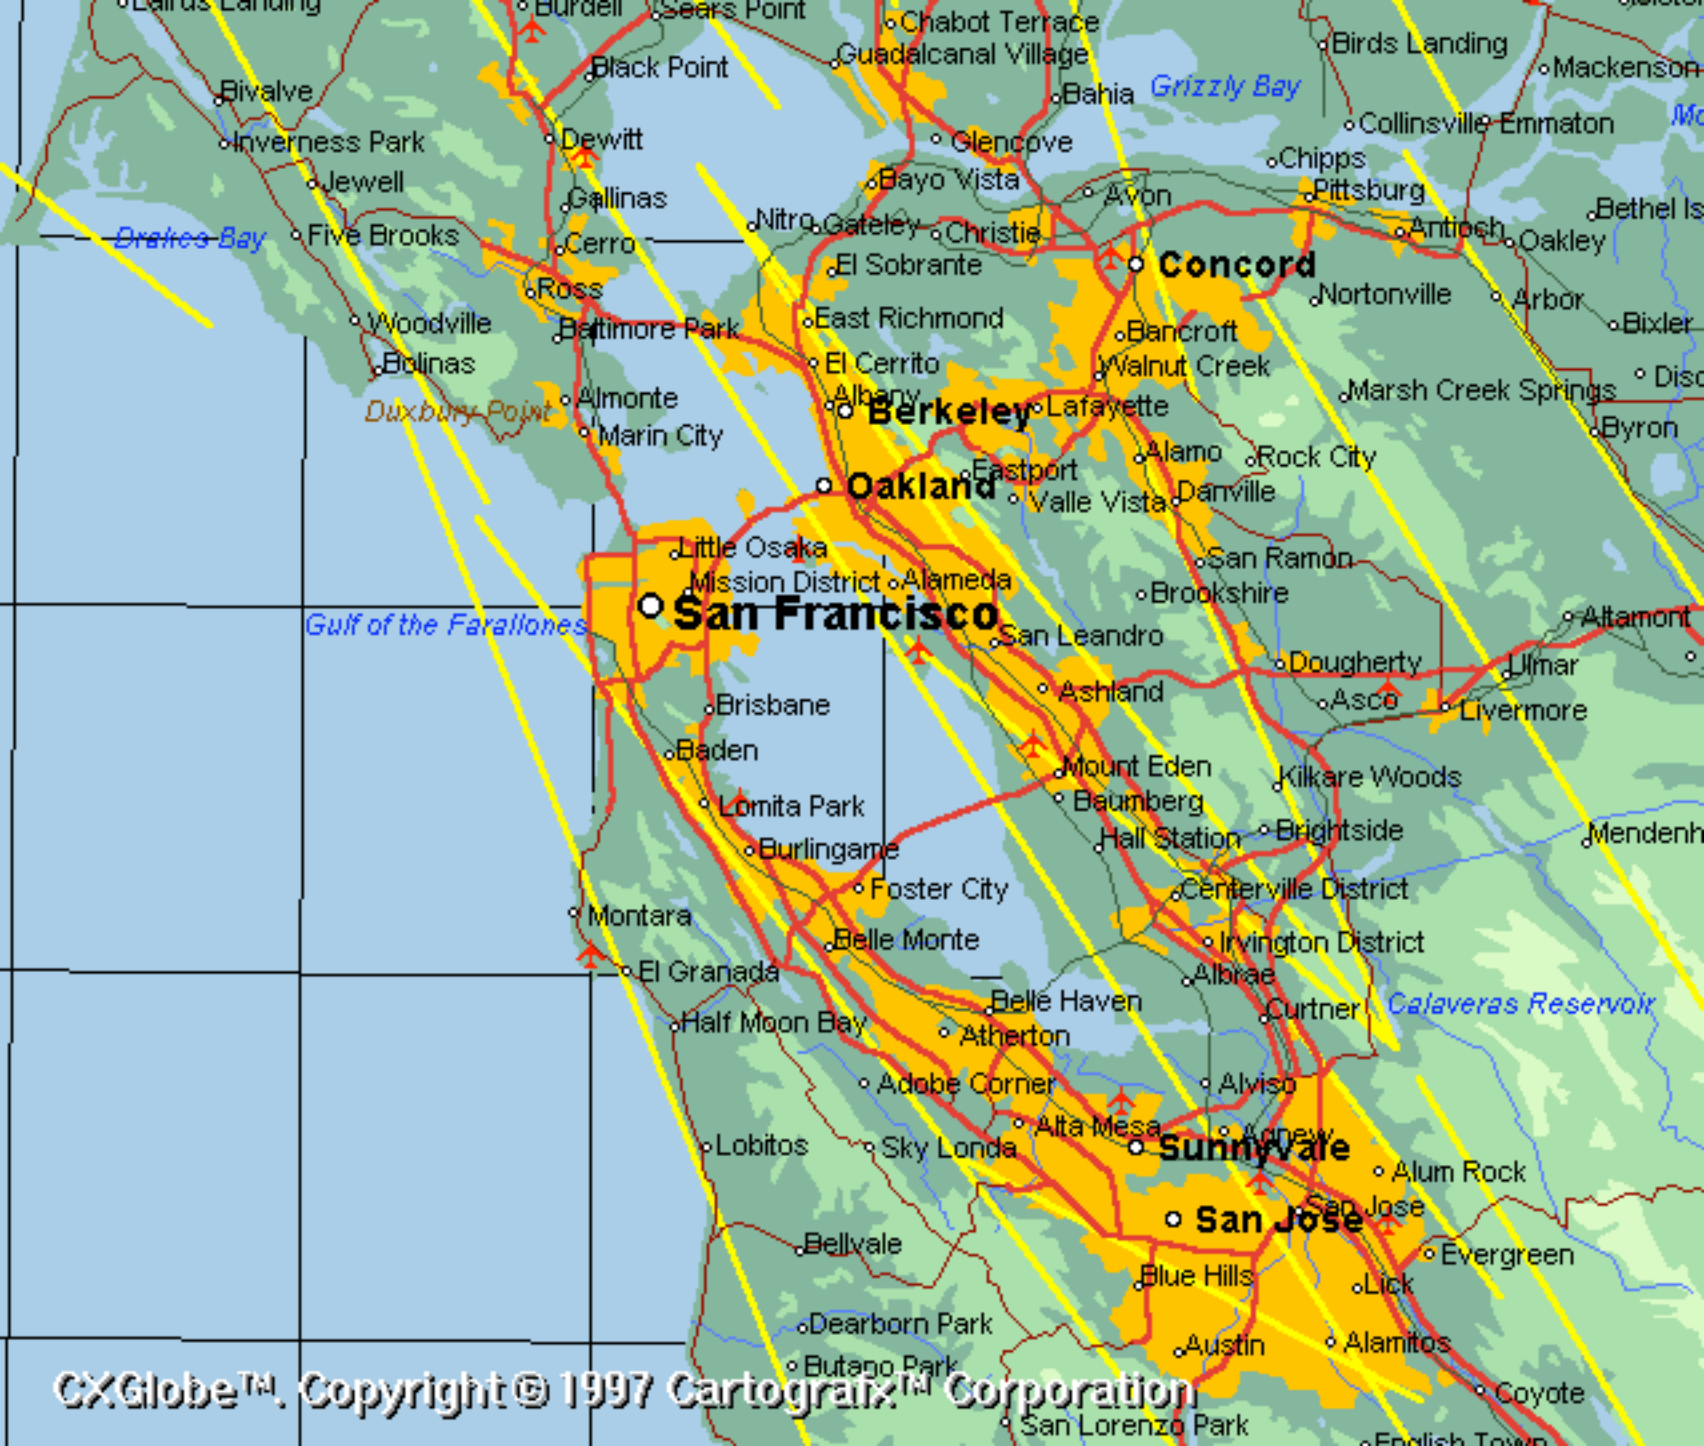 Lairds Landing
Burdell
Sears Point
Chabot Terrace
Guadalcanal Village
Birds Landing
Black Point
Mackenson
Bivalve
Bahia
Grizzly Bay
Collinsville
Emmaton
Inverness Park
Dewitt
Glencove
Chipps
Jewell
Gallinas
Bayo Vista
Avon
Pittsburg
Bethel Is
Drakes Bay
Five Brooks
Cerro
Nitro
Gateley
Christie
Antioch
Oakley
El Sobrante
Concord
Ross
Nortonville
Arbor
Woodville
Baltimore Park
East Richmond
Bancroft
Bixler
Bolinas
El Cerrito
Walnut Creek
Disc
Almonte
Albany
Marsh Creek Springs
Duxbury Point
Berkeley
Lafayette
Marin City
Byron
Alamo
Rock City
Eastport
Oakland
Valle Vista
Danville
Little Osaka
San Ramon
Mission District
Alameda
Brookshire
San Francisco
Gulf of the Farallones
Altamont
San Leandro
Dougherty
Ulmar
Ashland
Asco
Livermore
Brisbane
Baden
Mount Eden
Kilkare Woods
Lomita Park
Baumberg
Hall Station
Brightside
Mendenh
Burlingame
Foster City
Centerville District
Montara
Belle Monte
Irvington District
El Granada
Albrae
Belle Haven
Curtner
Calaveras Reservoir
Half Moon Bay
Atherton
Adobe Corner
Alviso
Alta Mesa
Agnew
Lobitos
Sky Londa
Sunnyvale
Alum Rock
San Jose
San Jose
Bellvale
Evergreen
Blue Hills
Lick
Dearborn Park
Austin
Alamitos
Butano Park
CXGlobe™. Copyright © 1997 Cartografx™ Corporation
Coyote
San Lorenzo Park
English Town